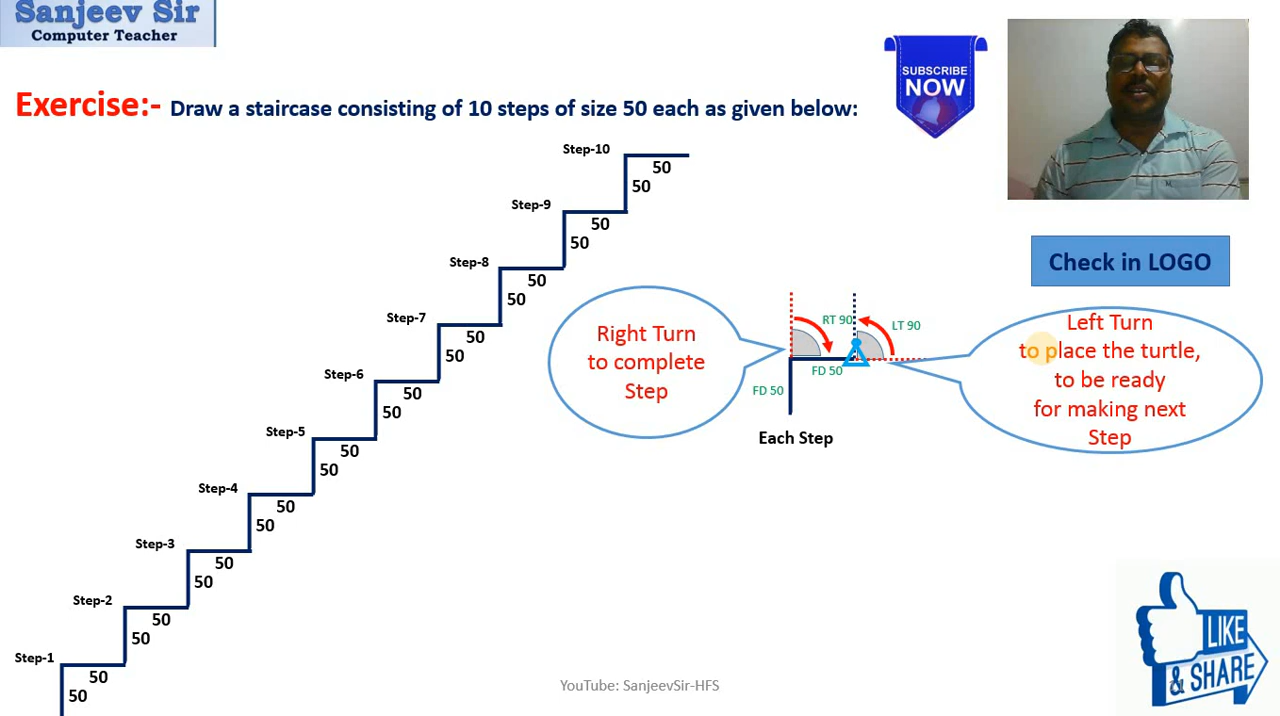 Sanjeev Sir
Computer Teacher
SUBSCRIBE
NOW
Exercise:- Draw a staircase consisting of 10 steps of size 50 each as given below:
Step-10
50
50
Step-9
50
50
Step-8
50
50
Step-7
50
50
Step-6
50
50
Step-5
50
50
Step-4
50
50
Step-3
50
50
Step-2
50
50
Step-1
50
50
Right Turn
to complete
Step
RT 90
LT 90
FD 50
FD 50
Each Step
Check in LOGO
Left Turn
to place the turtle,
to be ready
for making next
Step
LIKE
& SHARE
YouTube: SanjeevSir-HFS